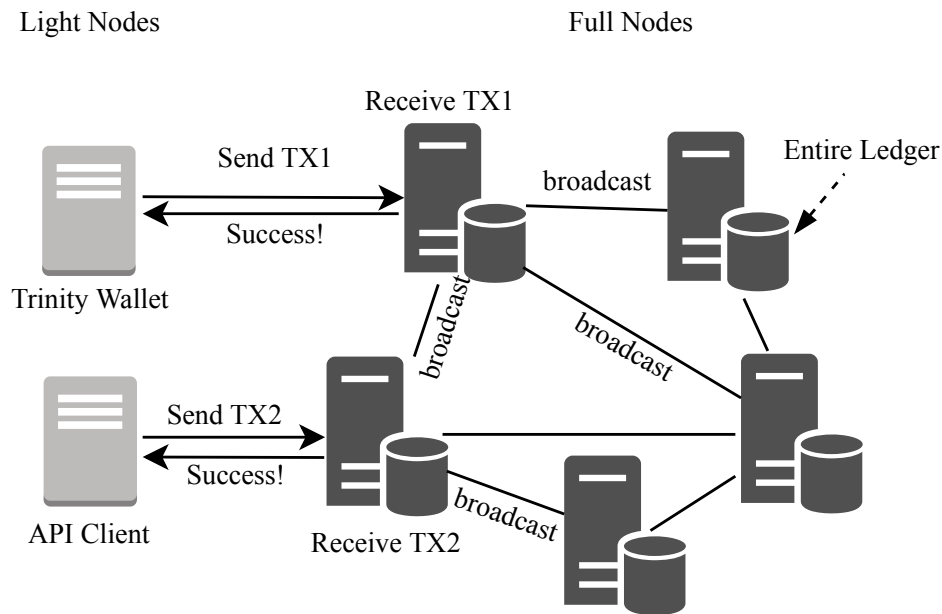 Light Nodes
Full Nodes
Receive TX1
Send TX1
Success!
Trinity Wallet
broadcast
Entire Ledger
broadcast
broadcast
Send TX2
Success!
API Client
Receive TX2
broadcast